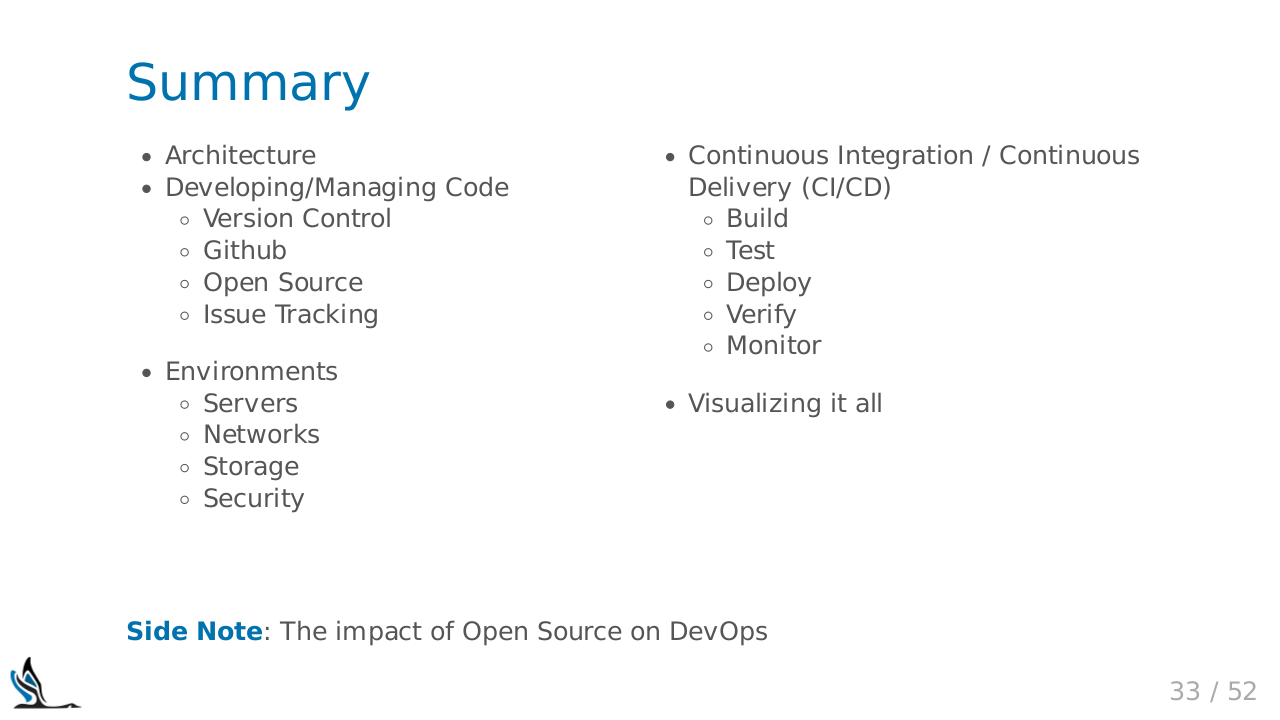 Summary
• Architecture
• Developing/Managing Code
◦ Version Control
◦ Github
◦ Open Source
◦ Issue Tracking
• Environments
◦ Servers
◦ Networks
◦ Storage
◦ Security
• Continuous Integration / Continuous
Delivery (CI/CD)
◦ Build
◦ Test
◦ Deploy
◦ Verify
◦ Monitor
• Visualizing it all
Side Note: The impact of Open Source on DevOps
33 / 52